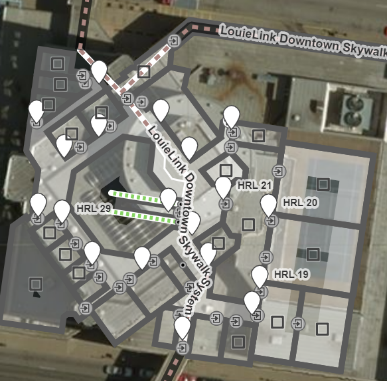 LouieLink Downtown Skywalk
LouieLink Downtown Skywalk System
HRL 21
HRL 20
HRL 29
HRL 19